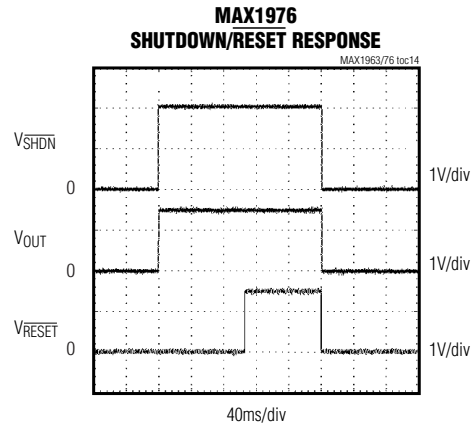 MAX1976
SHUTDOWN/RESET RESPONSE
MAX1963/76 toc14
VSHDN
0
1V/div
VOUT
0
1V/div
VRESET
0
1V/div
40ms/div